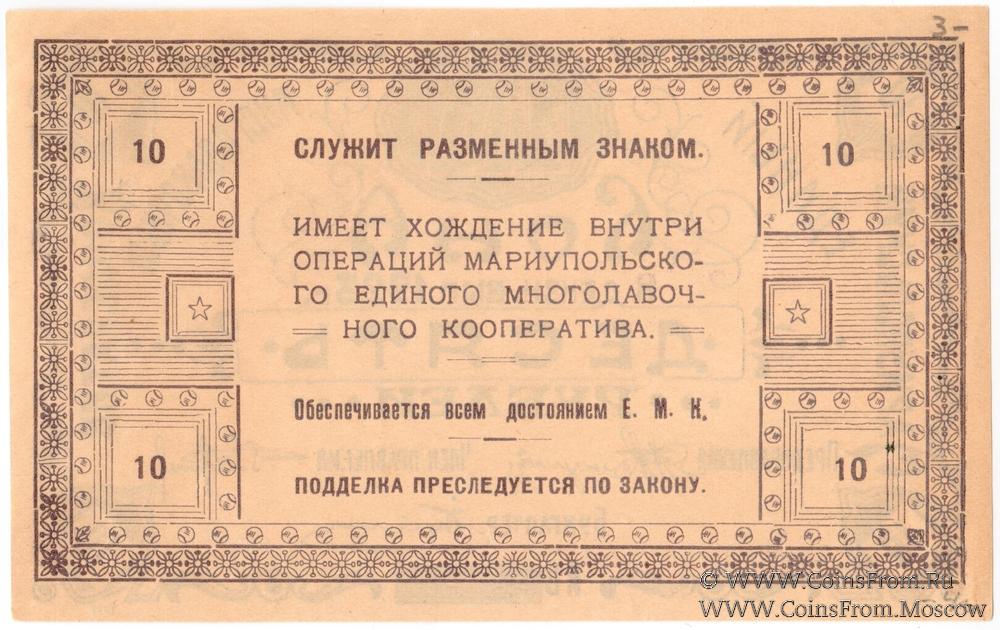 3-
10
СЛУЖИТ РАЗМЕННЫМ ЗНАКОМ.
10
ИМЕЕТ ХОЖДЕНИЕ ВНУТРИ
ОПЕРАЦИЙ МАРИУПОЛЬСКО-
ГО ЕДИНОГО МНОГОЛАВОЧ-
НОГО КООПЕРАТИВА.
Обеспечивается всем достоянием Е. М. К.
10
ПОДДЕЛКА ПРЕСЛЕДУЕТСЯ ПО ЗАКОНУ.
10
© WWW.CoinsFrom.Ru
WWW.CoinsFrom.Moscow